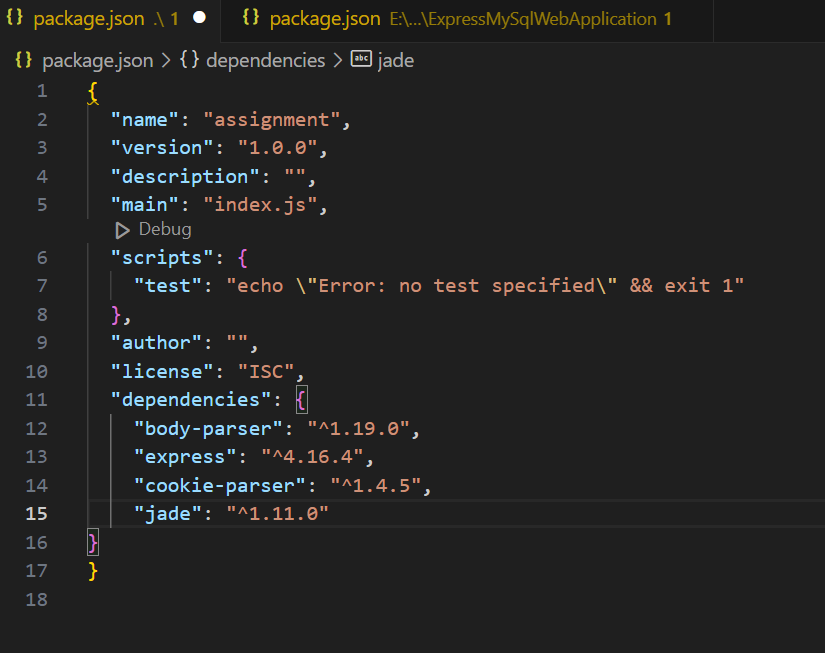 {} package.json .\ 1 ● {} package.json E:\...\ExpressMySqlWebApplication 1
{} package.json > {} dependencies > abc jade
1 {
2   "name": "assignment",
3   "version": "1.0.0",
4   "description": "",
5   "main": "index.js",
▷ Debug
6   "scripts": {
7     "test": "echo \"Error: no test specified\" && exit 1"
8   },
9   "author": "",
10   "license": "ISC",
11   "dependencies": {
12     "body-parser": "^1.19.0",
13     "express": "^4.16.4",
14     "cookie-parser": "^1.4.5",
15     "jade": "^1.11.0"
16 }
17 }
18